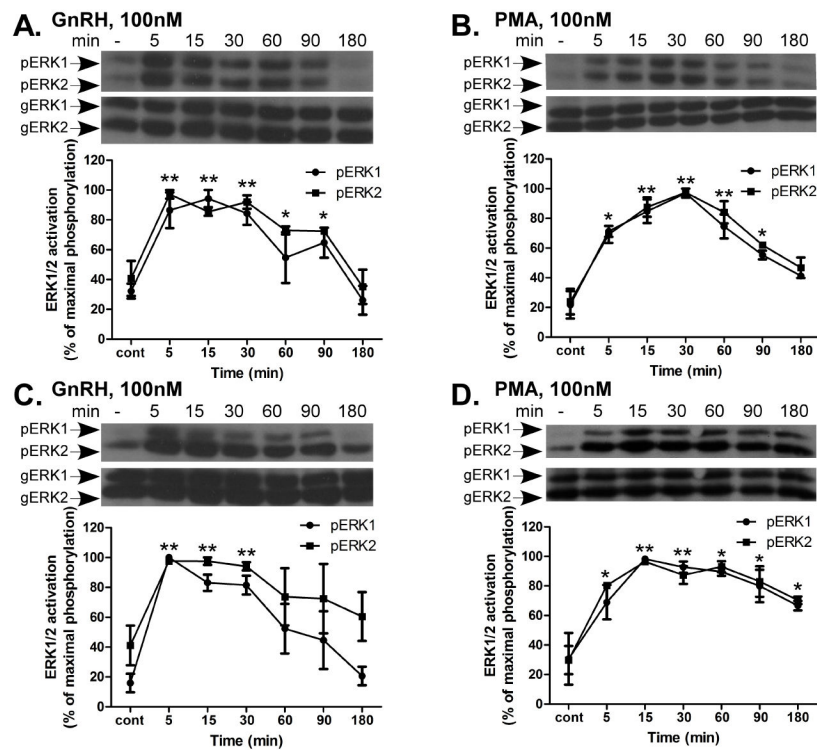 A. GnRH, 100nM
min - 5 15 30 60 90 180
pERK1
pERK2
gERK1
gERK2
120
100
80
60
40
20
0
ERK1/2 activation
(% of maximal phosphorylation)
pERK1
pERK2
** ** ** * *
cont 5 15 30 60 90 180
Time (min)
B. PMA, 100nM
min - 5 15 30 60 90 180
pERK1
pERK2
gERK1
gERK2
120
100
80
60
40
20
0
ERK1/2 activation
(% of maximal phosphorylation)
pERK1
pERK2
* ** ** ** *
cont 5 15 30 60 90 180
Time (min)
C. GnRH, 100nM
min - 5 15 30 60 90 180
pERK1
pERK2
gERK1
gERK2
120
100
80
60
40
20
0
ERK1/2 activation
(% of maximal phosphorylation)
pERK1
pERK2
** ** **
cont 5 15 30 60 90 180
Time (min)
D. PMA, 100nM
min - 5 15 30 60 90 180
pERK1
pERK2
gERK1
gERK2
120
100
80
60
40
20
0
ERK1/2 activation
(% of maximal phosphorylation)
pERK1
pERK2
* ** ** * * *
cont 5 15 30 60 90 180
Time (min)